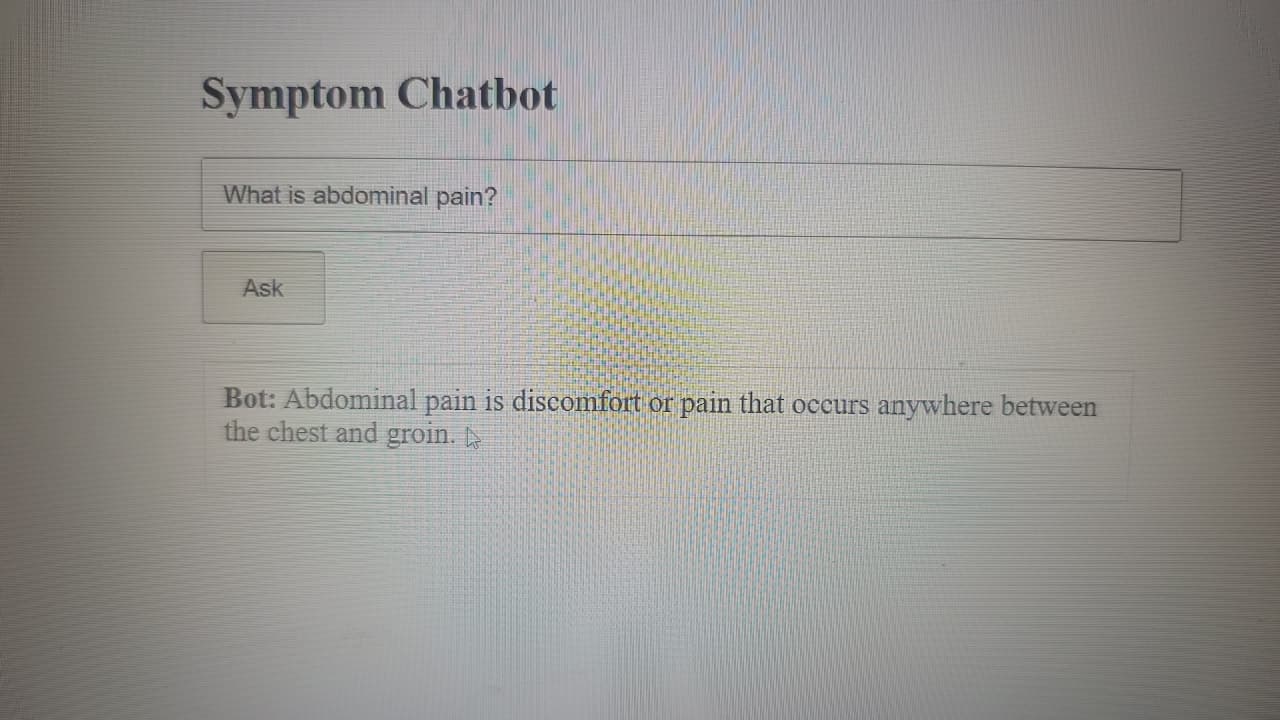 Symptom Chatbot
What is abdominal pain?
Ask
Bot: Abdominal pain is discomfort or pain that occurs anywhere between
the chest and groin.